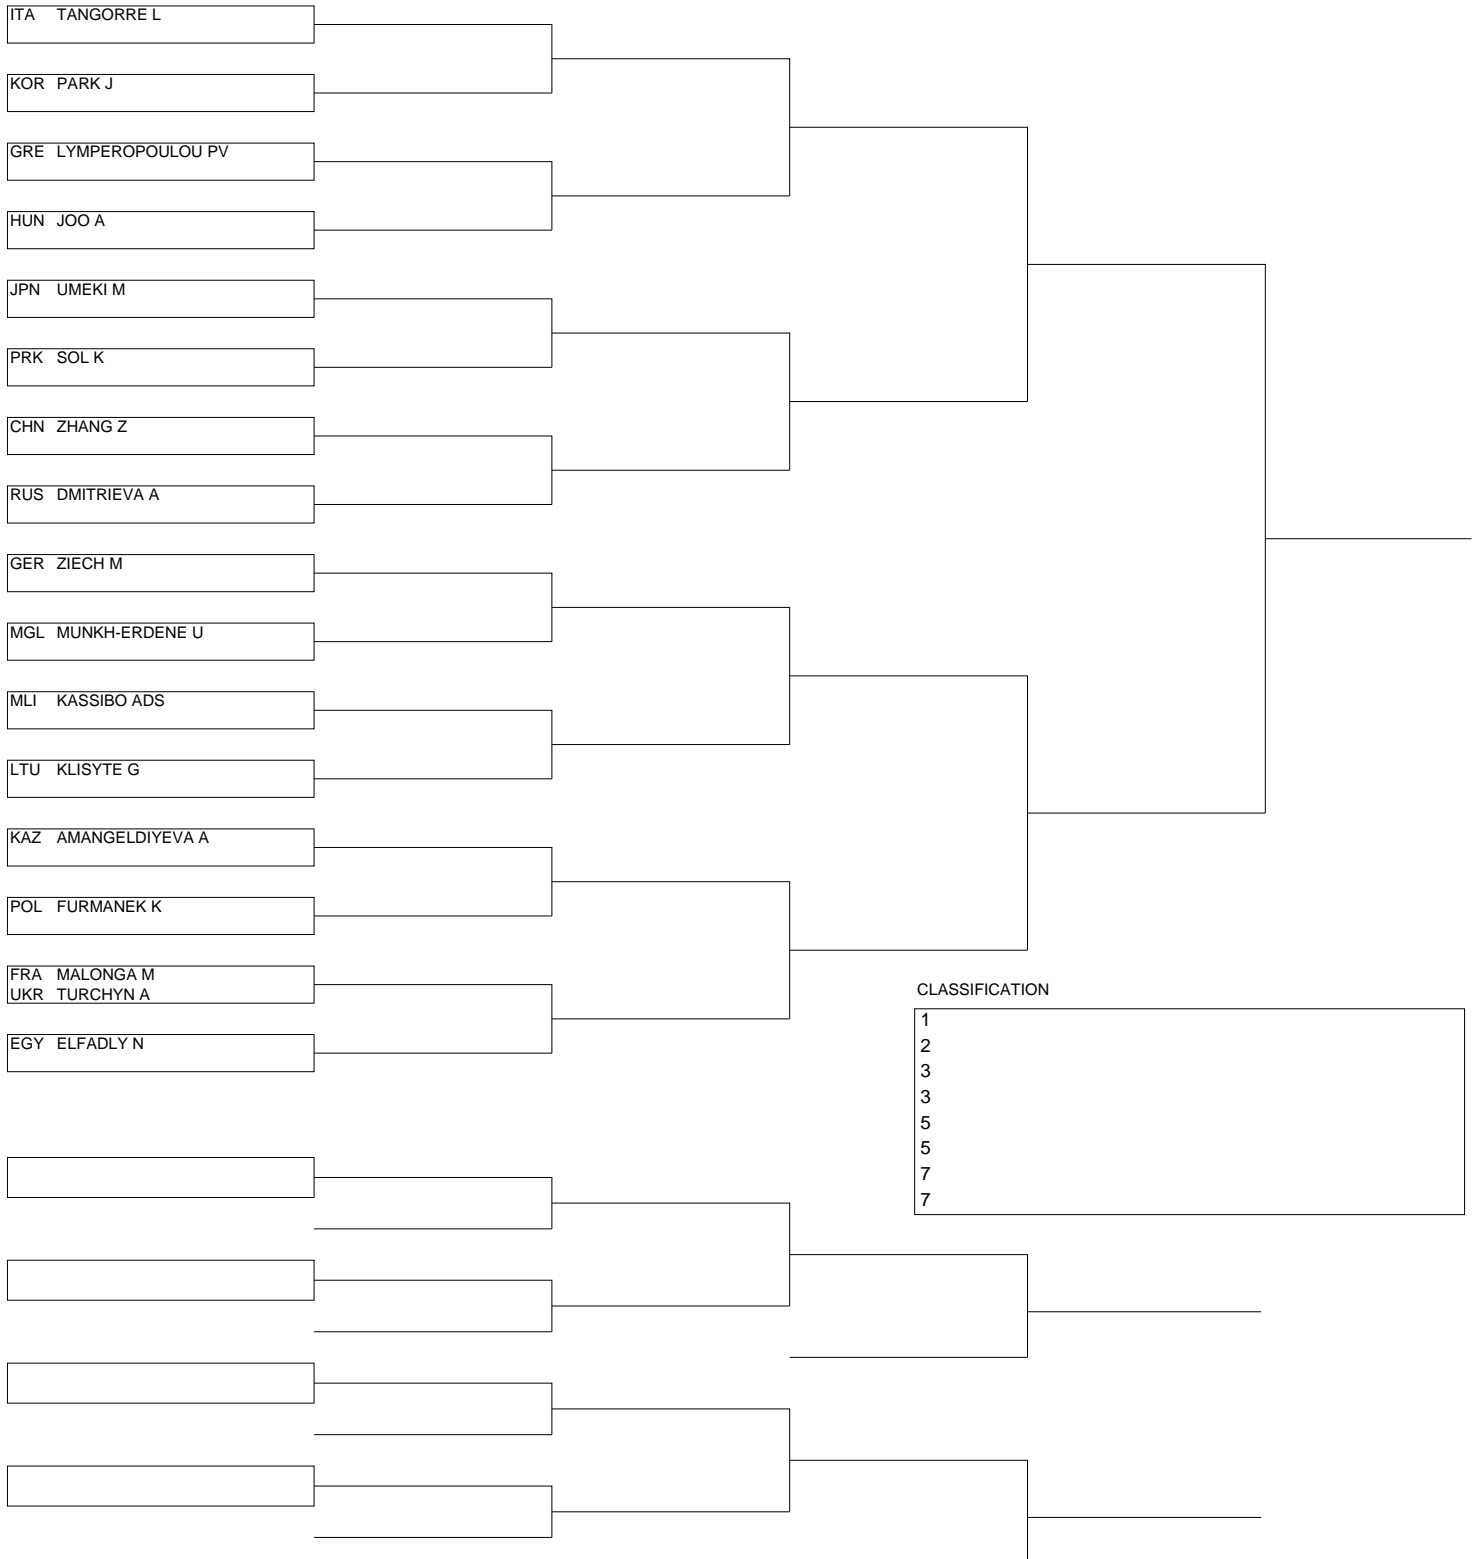 ITA TANGORRE L
KOR PARK J
GRE LYMPEROPOULOU PV
HUN JOO A
JPN UMEKI M
PRK SOL K
CHN ZHANG Z
RUS DMITRIEVA A
GER ZIECH M
MGL MUNKH-ERDENE U
MLI KASSIBO ADS
LTU KLISYTE G
KAZ AMANGELDIYEVA A
POL FURMANEK K
FRA MALONGA M
UKR TURCHYN A
EGY ELFADLY N
CLASSIFICATION
1
2
3
3
5
5
7
7